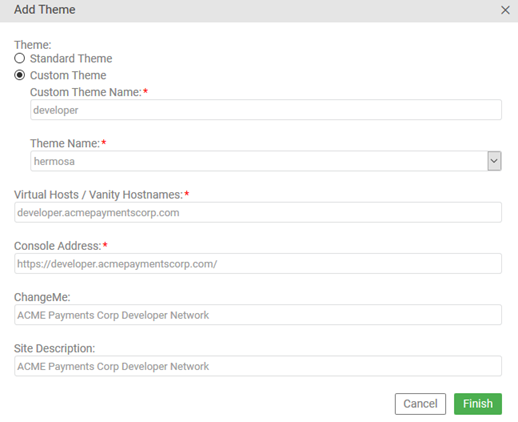 Add Theme
Theme:
Standard Theme
Custom Theme
Custom Theme Name:*
developer
Theme Name:*
hermosa
Virtual Hosts / Vanity Hostnames:*
developer.acmepaymentscorp.com
Console Address:*
https://developer.acmepaymentscorp.com/
ChangeMe:
ACME Payments Corp Developer Network
Site Description:
ACME Payments Corp Developer Network
Cancel Finish